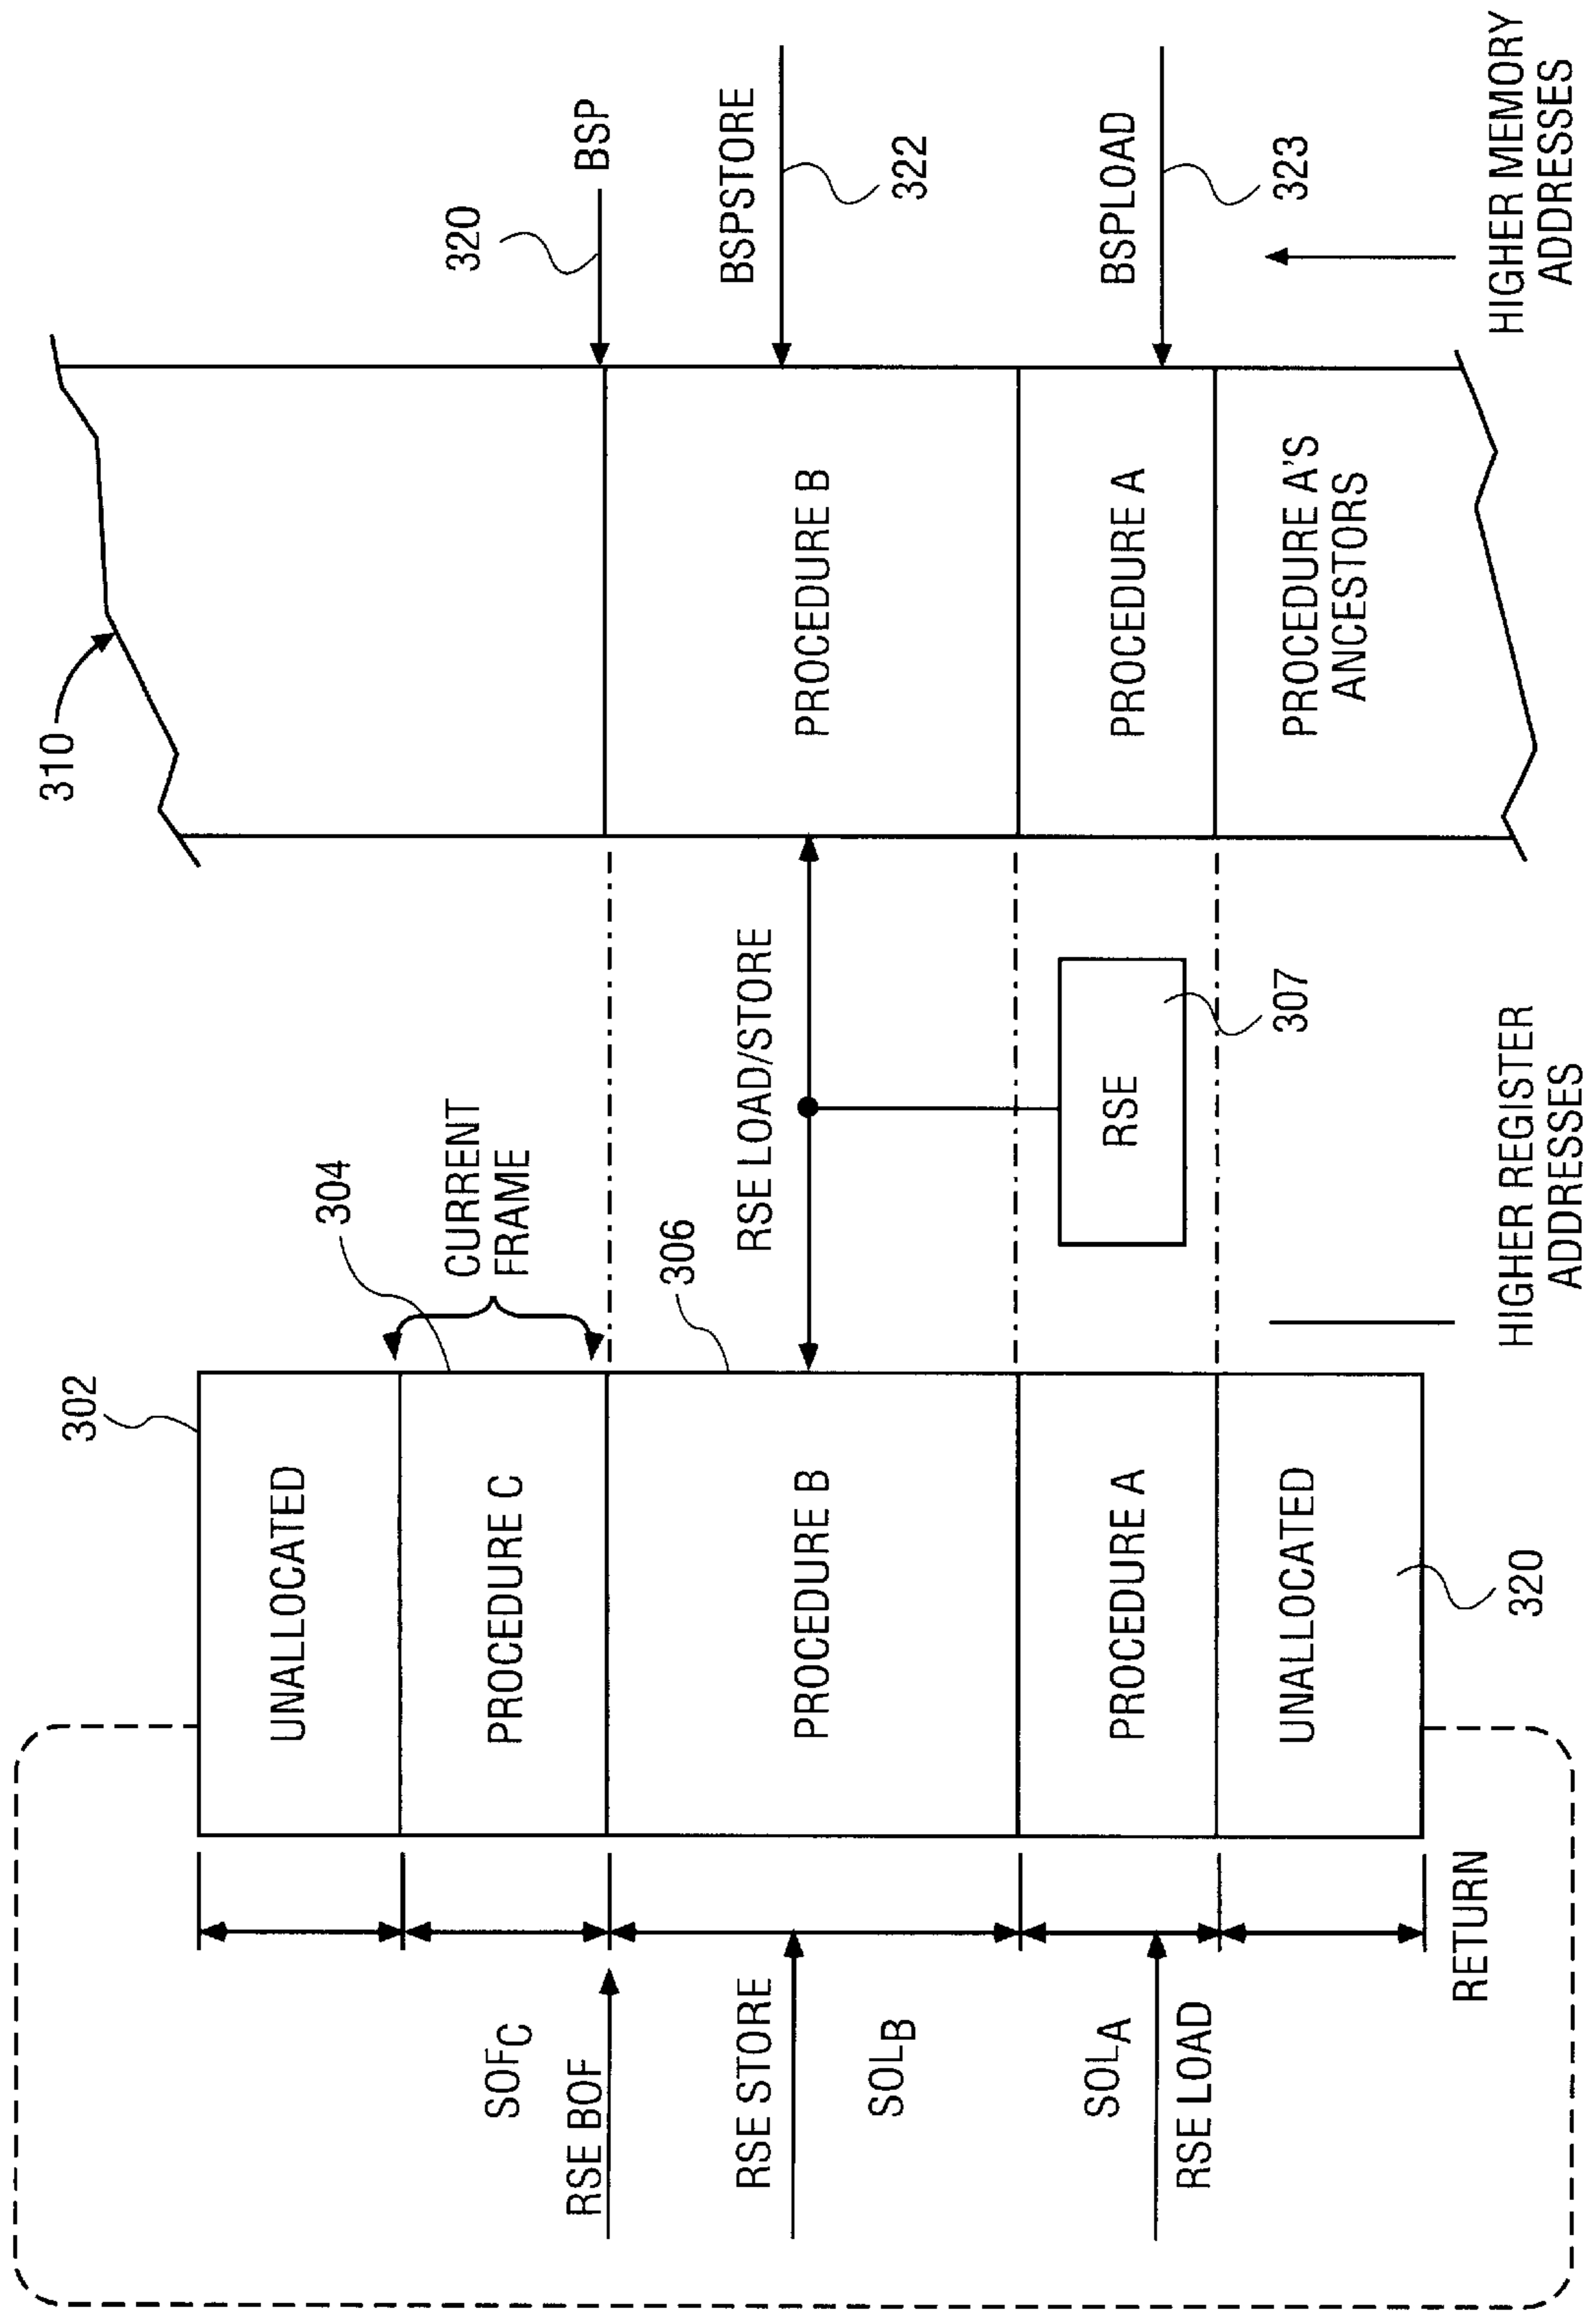 310
320
BSP
BSPSTORE
322
BSPLOAD
323
HIGHER MEMORY
ADDRESSES
PROCEDURE B
PROCEDURE A
PROCEDURE A'S
ANCESTORS
RSE LOAD/STORE
RSE
307
302
304
CURRENT
FRAME
306
HIGHER REGISTER
ADDRESSES
UNALLOCATED
PROCEDURE C
PROCEDURE B
PROCEDURE A
UNALLOCATED
320
RETURN
SOFC
RSE BOF
RSE STORE
SOLB
SOLA
RSE LOAD